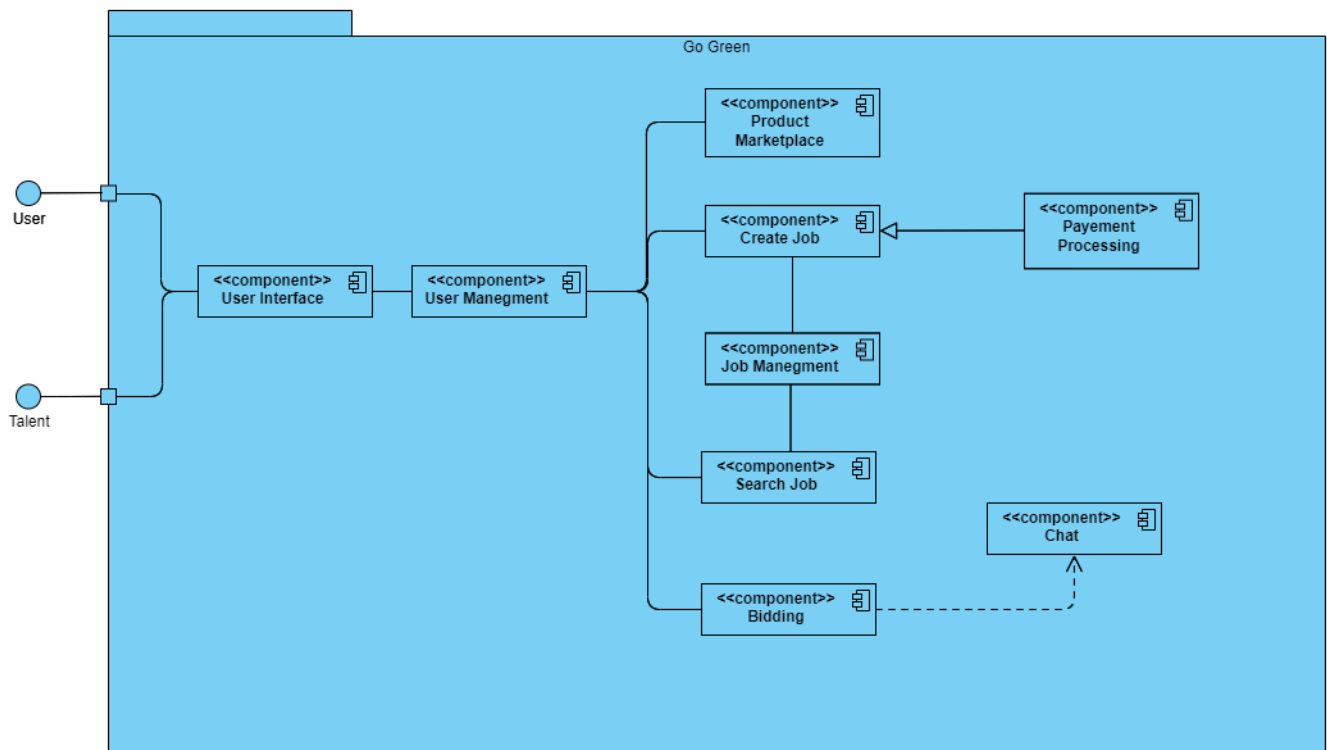 Go Green
<<component>>
Product
Marketplace
User
<<component>>
Create Job
<<component>>
Payement
Processing
<<component>>
User Interface
<<component>>
User Manegment
<<component>>
Job Manegment
Talent
<<component>>
Search Job
<<component>>
Chat
<<component>>
Bidding